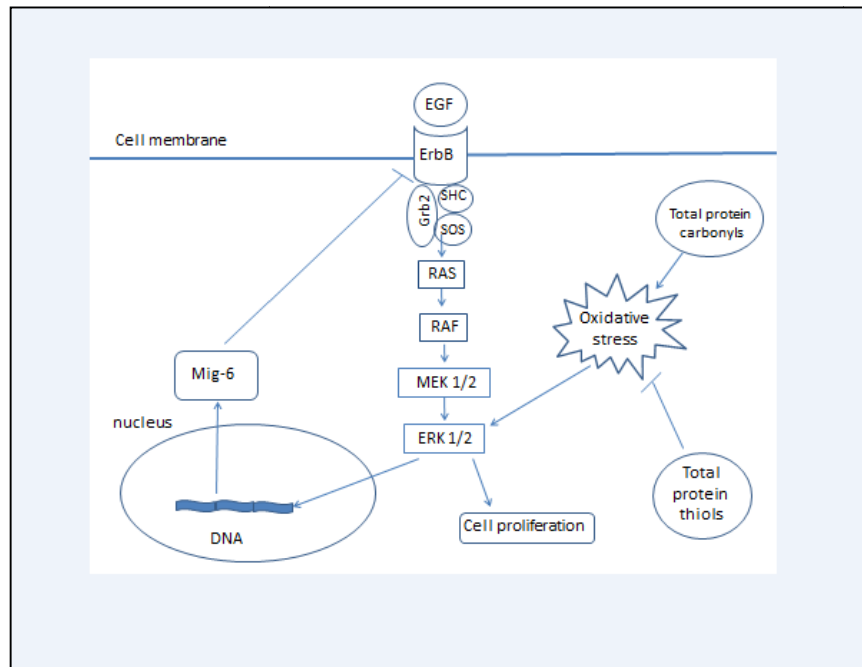 EGF
Cell membrane
ErbB
Grb2
SHC
SOS
Total protein
carbonyls
RAS
Oxidative
stress
RAF
Mig-6
MEK 1/2
nucleus
ERK 1/2
Total
protein
thiols
Cell proliferation
DNA